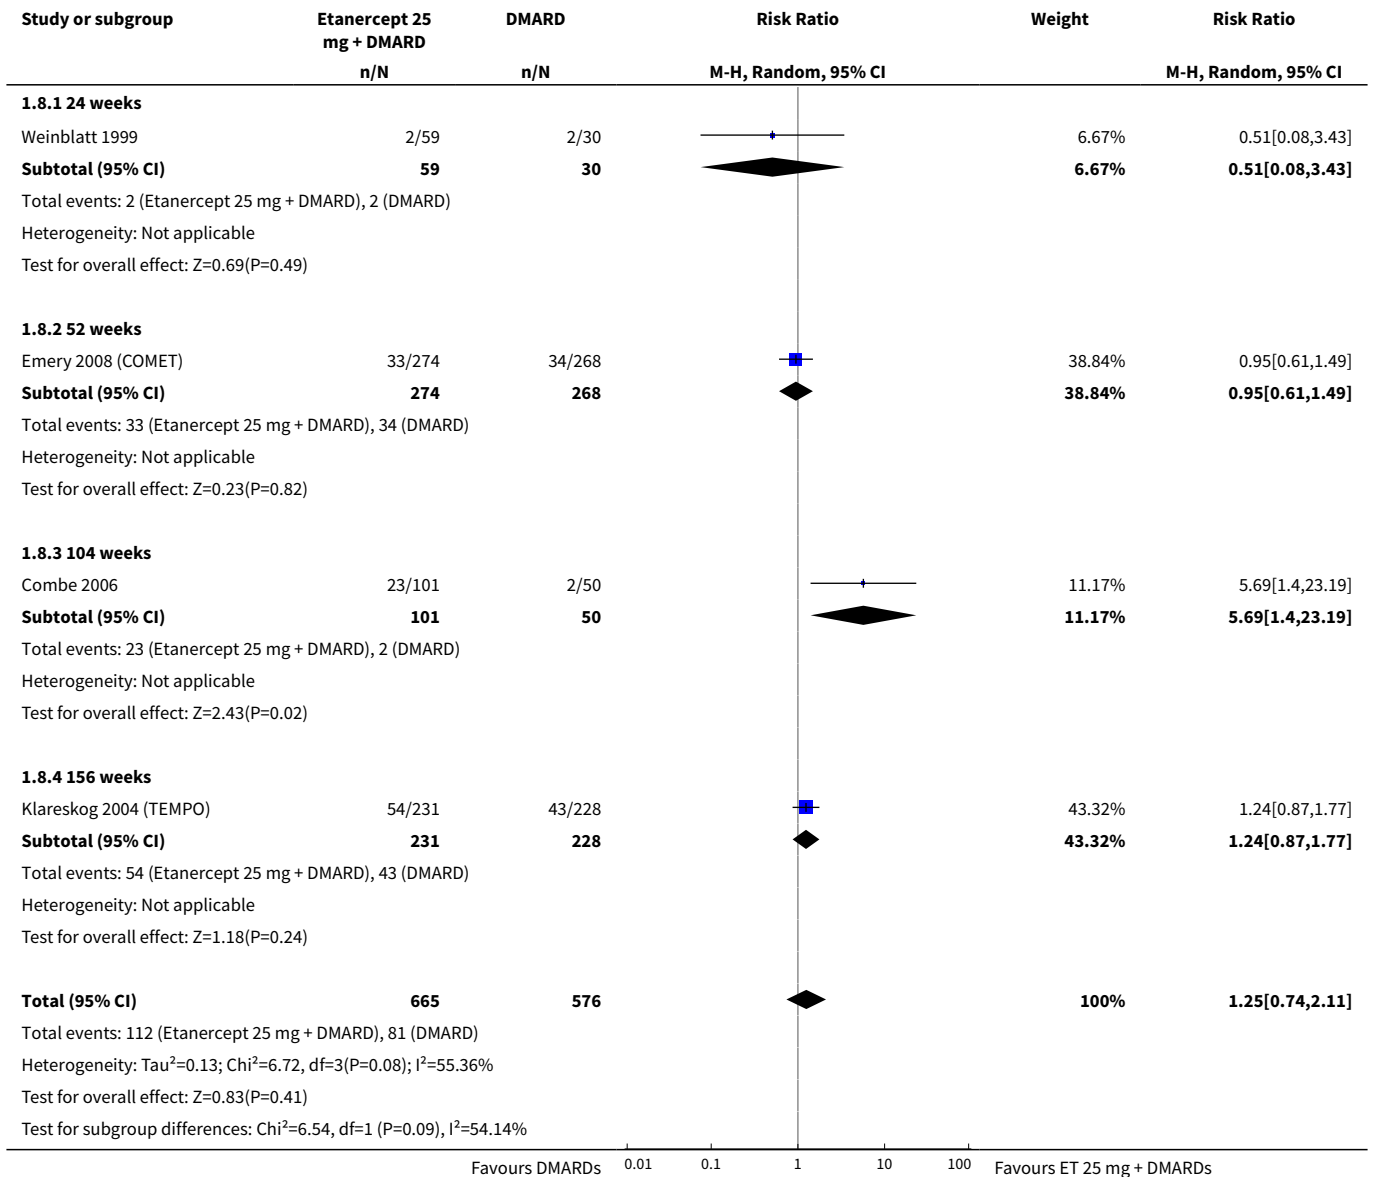 Study or subgroup Etanercept 25 DMARD Risk Ratio Weight Risk Ratio
mg + DMARD
n/N n/N M-H, Random, 95% CI M-H, Random, 95% CI
1.8.1 24 weeks
Weinblatt 1999 2/59 2/30 6.67% 0.51[0.08,3.43]
Subtotal (95% CI) 59 30 6.67% 0.51[0.08,3.43]
Total events: 2 (Etanercept 25 mg + DMARD), 2 (DMARD)
Heterogeneity: Not applicable
Test for overall effect: Z=0.69(P=0.49)
1.8.2 52 weeks
Emery 2008 (COMET) 33/274 34/268 38.84% 0.95[0.61,1.49]
Subtotal (95% CI) 274 268 38.84% 0.95[0.61,1.49]
Total events: 33 (Etanercept 25 mg + DMARD), 34 (DMARD)
Heterogeneity: Not applicable
Test for overall effect: Z=0.23(P=0.82)
1.8.3 104 weeks
Combe 2006 23/101 2/50 11.17% 5.69[1.4,23.19]
Subtotal (95% CI) 101 50 11.17% 5.69[1.4,23.19]
Total events: 23 (Etanercept 25 mg + DMARD), 2 (DMARD)
Heterogeneity: Not applicable
Test for overall effect: Z=2.43(P=0.02)
1.8.4 156 weeks
Klareskog 2004 (TEMPO) 54/231 43/228 43.32% 1.24[0.87,1.77]
Subtotal (95% CI) 231 228 43.32% 1.24[0.87,1.77]
Total events: 54 (Etanercept 25 mg + DMARD), 43 (DMARD)
Heterogeneity: Not applicable
Test for overall effect: Z=1.18(P=0.24)
Total (95% CI) 665 576 100% 1.25[0.74,2.11]
Total events: 112 (Etanercept 25 mg + DMARD), 81 (DMARD)
Heterogeneity: Tau²=0.13; Chi²=6.72, df=3(P=0.08); I²=55.36%
Test for overall effect: Z=0.83(P=0.41)
Test for subgroup differences: Chi²=6.54, df=1 (P=0.09), I²=54.14%
Favours DMARDs 0.01 0.1 1 10 100 Favours ET 25 mg + DMARDs